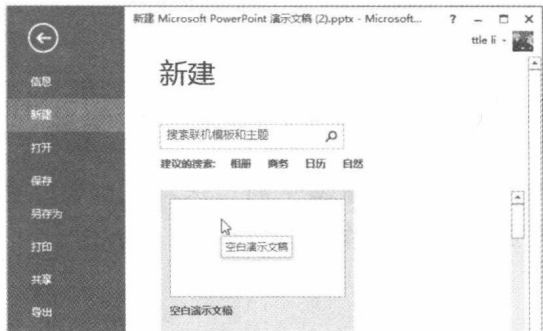 新建 Microsoft PowerPoint 演示文稿 (2).pptx - Microsoft...
ttle li
信息
新建
打开
保存
另存为
打印
共享
导出
新建
搜索联机模板和主题
建议的搜索: 相册 商务 日历 自然
空白演示文稿
空白演示文稿